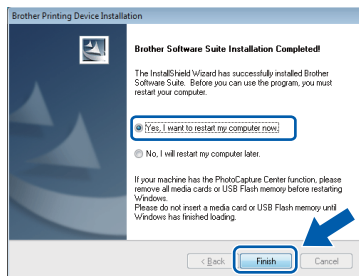 Brother Printing Device Installation
Brother Software Suite Installation Completed!
The InstallShield Wizard has successfully installed Brother
Software Suite. Before you can use the program, you must
restart your computer.
Yes, I want to restart my computer now.
No, I will restart my computer later.
If your machine has the PhotoCapture Center function, please
remove all media cards or USB Flash memory before restarting
Windows.
Please do not insert a media card or USB Flash memory until
Windows has finished loading.
< Back
Finish
Cancel